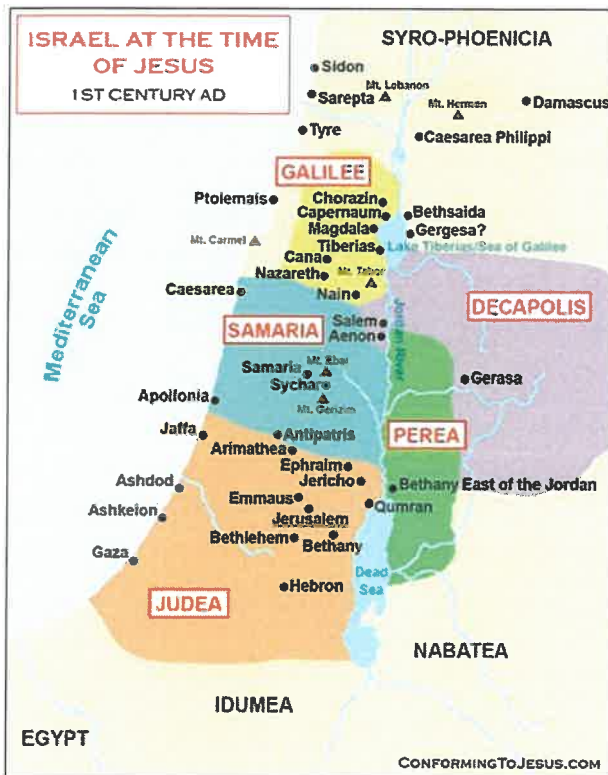 ISRAEL AT THE TIME
OF JESUS
1ST CENTURY AD
SYRO-PHOENICIA
Sidon
Mt. Lebanon
Sarepta
Mt. Hermon
Damascus
Tyre
Caesarea Philippi
GALILEE
Ptolemais
Chorazin
Capernaum
Bethsaida
Magdala
Gergesa?
Mt. Carmel
Tiberias
Lake Tiberias/Sea of Galilee
Cana
Nazareth
Mt. Tabor
Mediterranean
Sea
Caesarea
Nain
DECAPOLIS
SAMARIA
Salem
Aenon
Jordan River
Samaria
Mt. Ebal
Sychar
Gerasa
Mt. Gerizim
Apollonia
Jaffa
Antipatris
PEREA
Arimathea
Ephraim
Jericho
Bethany East of the Jordan
Ashdod
Emmaus
Qumran
Ashkelon
Jerusalem
Bethlehem
Bethany
Gaza
Dead
Sea
Hebron
JUDEA
NABATEA
IDUMEA
EGYPT
CONFORMINGTOJESUS.COM